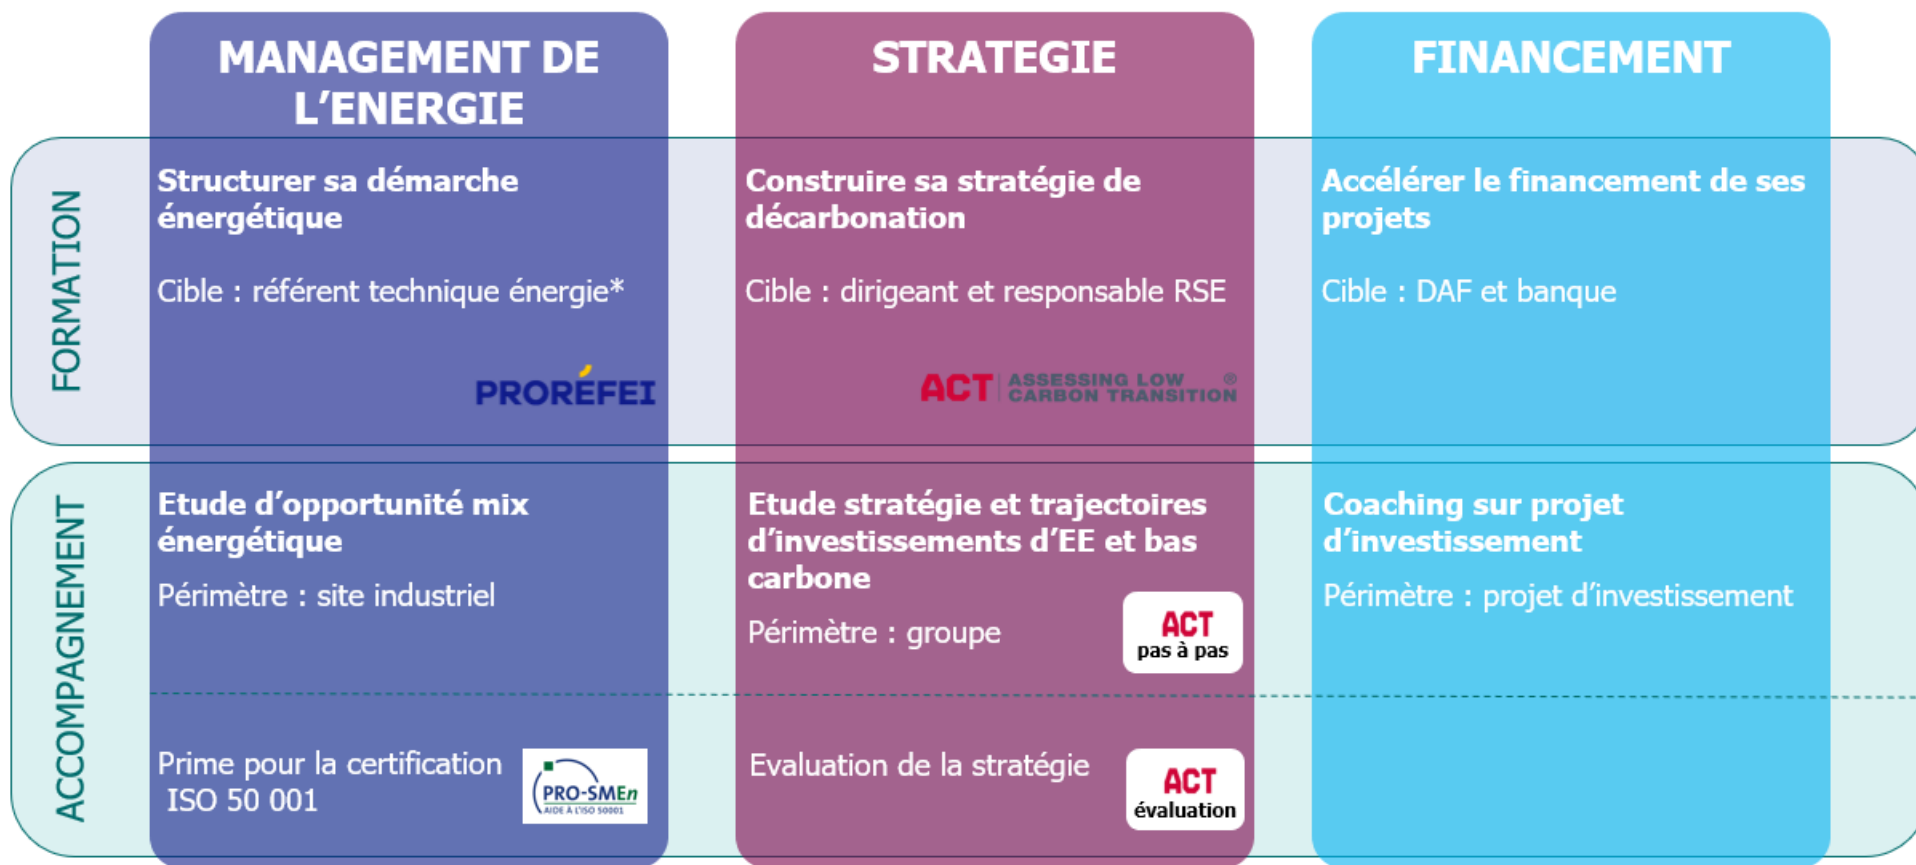 MANAGEMENT DE
L'ENERGIE
STRATEGIE
FINANCEMENT
FORMATION
Structurer sa démarche
énergétique
Cible : référent technique énergie*
PRORÉFEI
Construire sa stratégie de
décarbonation
Cible : dirigeant et responsable RSE
ACT ASSESSING LOW ®
CARBON TRANSITION
Accélérer le financement de ses
projets
Cible : DAF et banque
ACCOMPAGNEMENT
Etude d'opportunité mix
énergétique
Périmètre : site industriel
Prime pour la certification
ISO 50 001
PRO-SMEn
AIDE À L'ISO 50001
Etude stratégie et trajectoires
d'investissements d'EE et bas
carbone
Périmètre : groupe
ACT
pas à pas
Evaluation de la stratégie
ACT
évaluation
Coaching sur projet
d'investissement
Périmètre : projet d'investissement